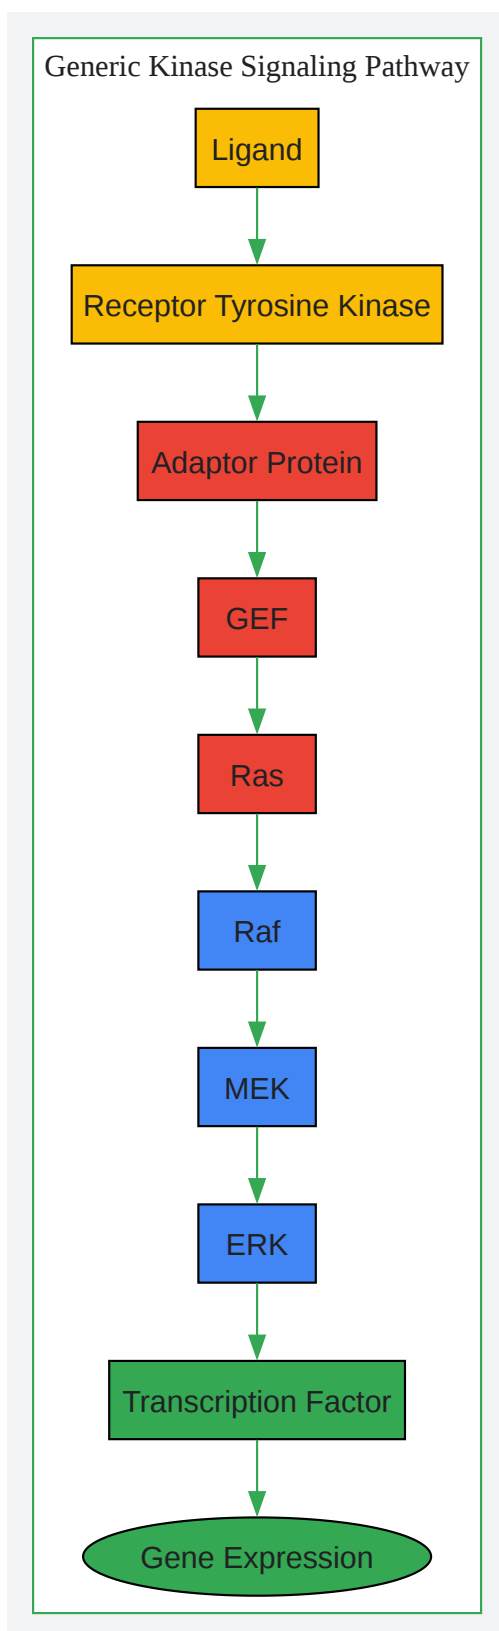 Generic Kinase Signaling Pathway
Ligand
Receptor Tyrosine Kinase
Adaptor Protein
GEF
Ras
Raf
MEK
ERK
Transcription Factor
Gene Expression